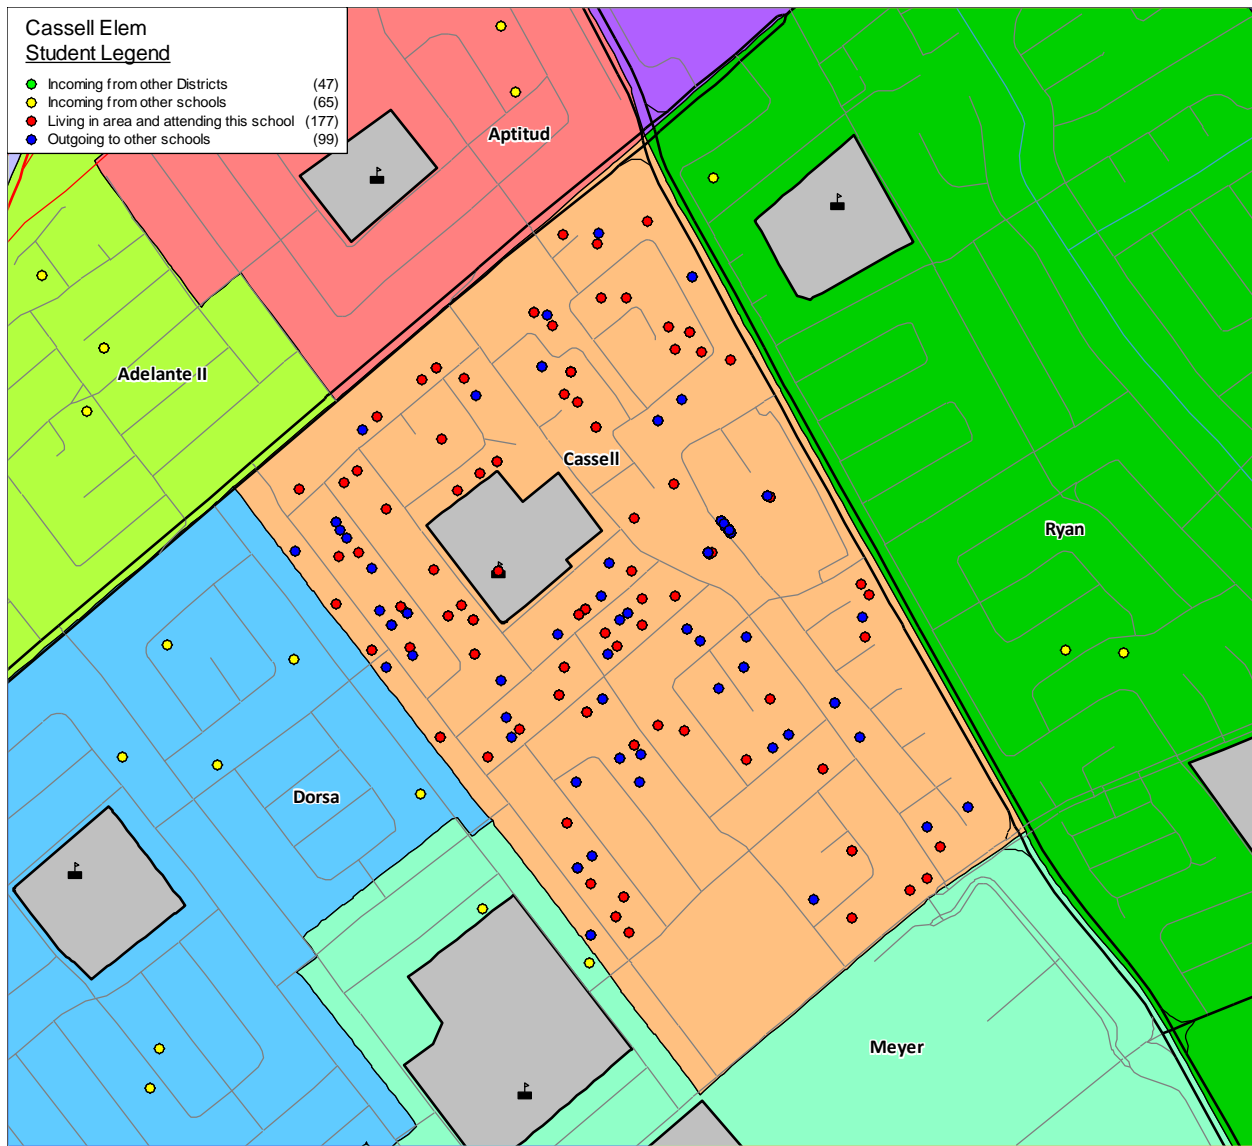 Cassell Elem
Student Legend
Incoming from other Districts (47)
Incoming from other schools (65)
Living in area and attending this school (177)
Outgoing to other schools (99)
Aptitud
Adelante II
Cassell
Ryan
Dorsa
Meyer